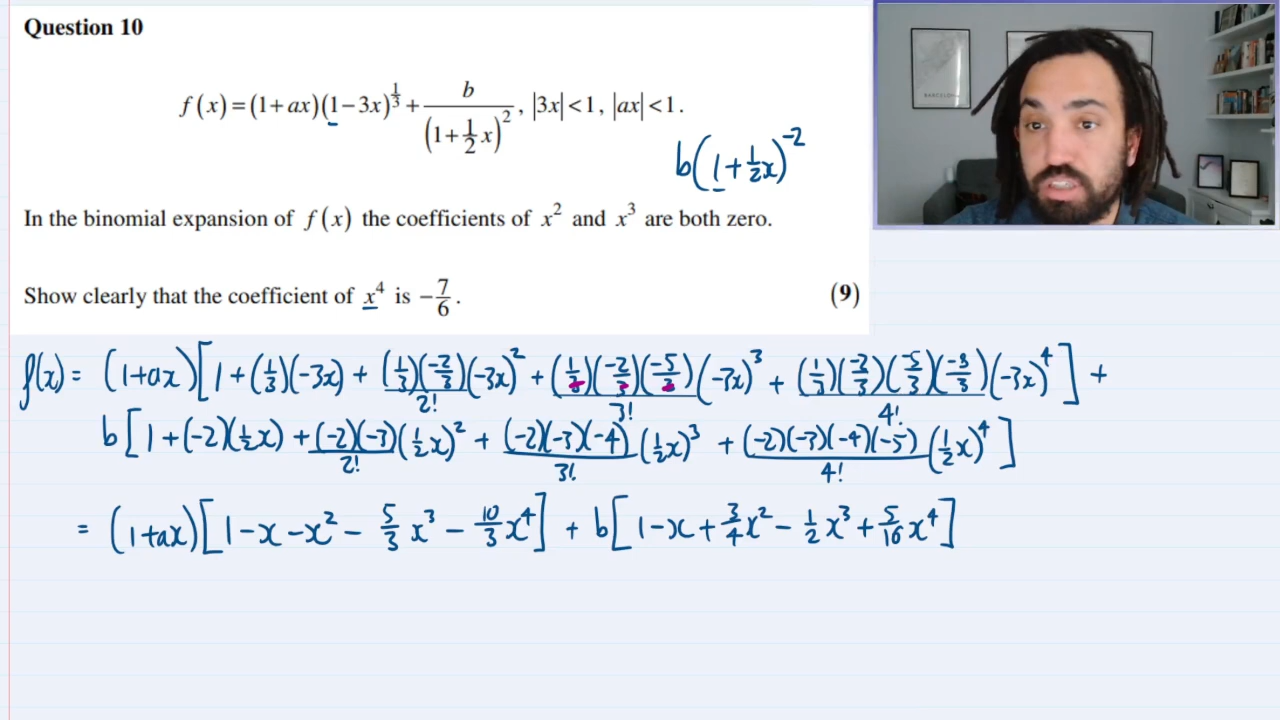 Question 10
f(x)=(1+ax)(1−3x)^{1/3} + b/(1+½x)^2, |3x|<1, |ax|<1.
b(1+½x)^{-2}
In the binomial expansion of f(x) the coefficients of x² and x³ are both zero.
Show clearly that the coefficient of x⁴ is −7/6. (9)
f(x) = (1+ax)[1+(1/3)(-3x) + (1/3)(-2/3)/2! (-3x)² + (1/3)(-2/3)(-5/3)/3! (-3x)³ + (1/3)(-2/3)(-5/3)(-8/3)/4! (-3x)⁴] +
b[1+(-2)(½x) + (-2)(-3)/2! (½x)² + (-2)(-3)(-4)/3! (½x)³ + (-2)(-3)(-4)(-5)/4! (½x)⁴]
= (1+ax)[1-x-x² - 5/3 x³ - 10/3 x⁴] + b[1-x+3/4 x² - 1/2 x³ + 5/16 x⁴]